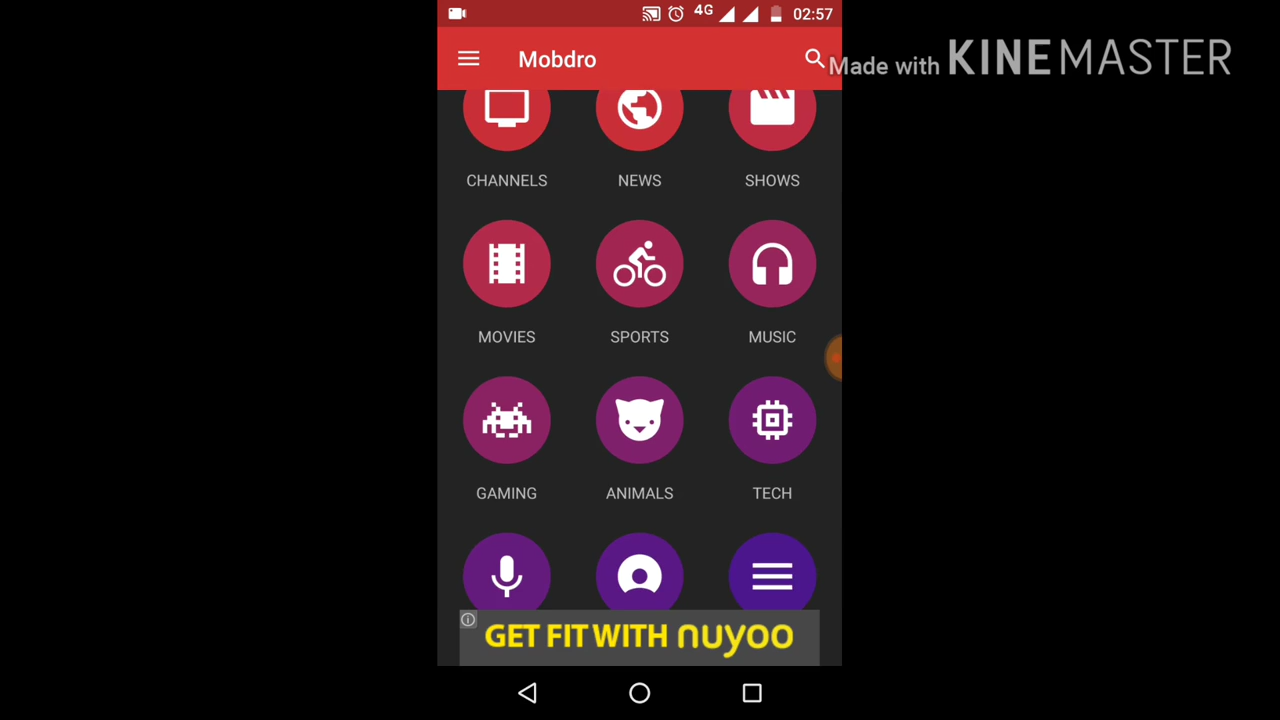 4G 02:57
Mobdro
Made with KINEMASTER
CHANNELS NEWS SHOWS
MOVIES SPORTS MUSIC
GAMING ANIMALS TECH
GET FIT WITH nuyoo